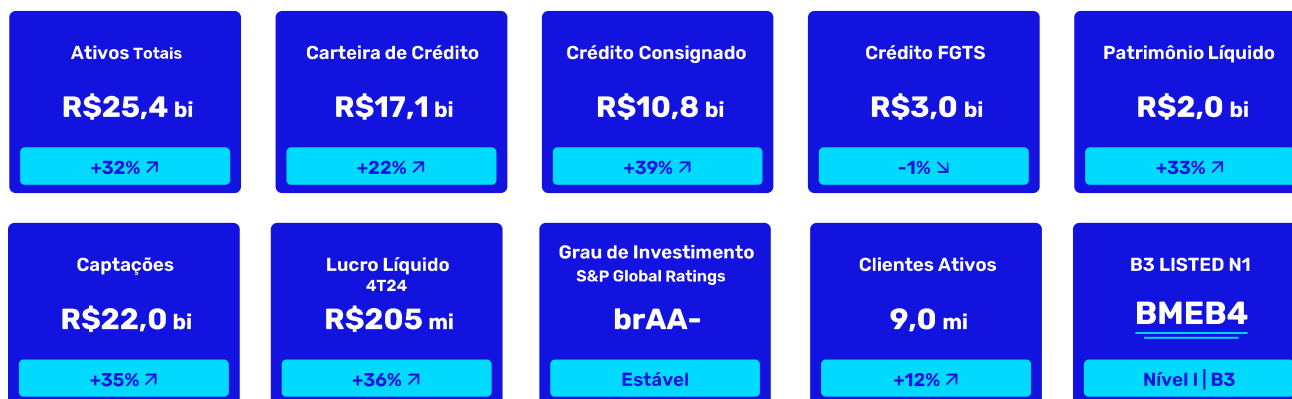 Ativos Totais
R$25,4 bi
+32% ↗
Carteira de Crédito
R$17,1 bi
+22% ↗
Crédito Consignado
R$10,8 bi
+39% ↗
Crédito FGTS
R$3,0 bi
-1% ↘
Patrimônio Líquido
R$2,0 bi
+33% ↗
Captações
R$22,0 bi
+35% ↗
Lucro Líquido
4T24
R$205 mi
+36% ↗
Grau de Investimento
S&P Global Ratings
brAA-
Estável
Clientes Ativos
9,0 mi
+12% ↗
B3 LISTED N1
BMEB4
Nível I | B3